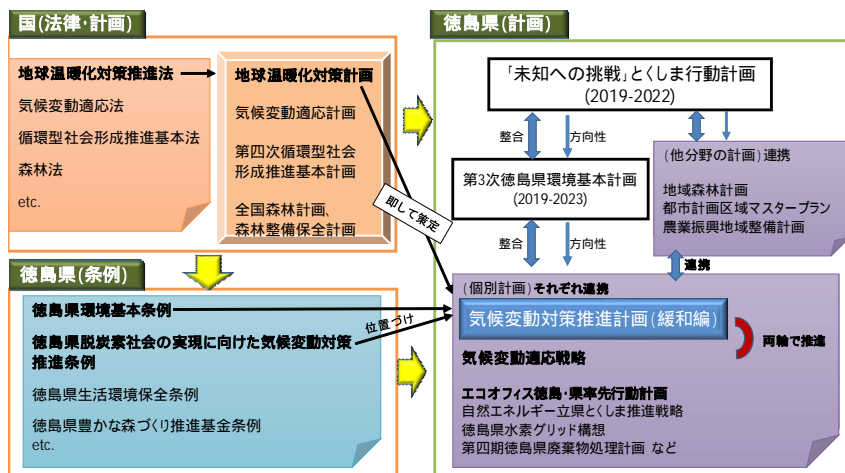 国(法律・計画)
地球温暖化対策推進法
気候変動適応法
循環型社会形成推進基本法
森林法
etc.
地球温暖化対策計画
気候変動適応計画
第四次循環型社会
形成推進基本計画
全国森林計画、
森林整備保全計画
徳島県(条例)
徳島県環境基本条例
徳島県脱炭素社会の実現に向けた気候変動対策
推進条例
徳島県生活環境保全条例
徳島県豊かな森づくり推進基金条例
etc.
即して策定
位置づけ
徳島県(計画)
「未知への挑戦」とくしま行動計画
(2019-2022)
整合
方向性
第3次徳島県環境基本計画
(2019-2023)
整合
方向性
(他分野の計画)連携
地域森林計画
都市計画区域マスタープラン
農業振興地域整備計画
連携
(個別計画)それぞれ連携
気候変動対策推進計画(緩和編)
両輪で推進
気候変動適応戦略
エコオフィス徳島・県率先行動計画
自然エネルギー立県とくしま推進戦略
徳島県水素グリッド構想
第四期徳島県廃棄物処理計画 など